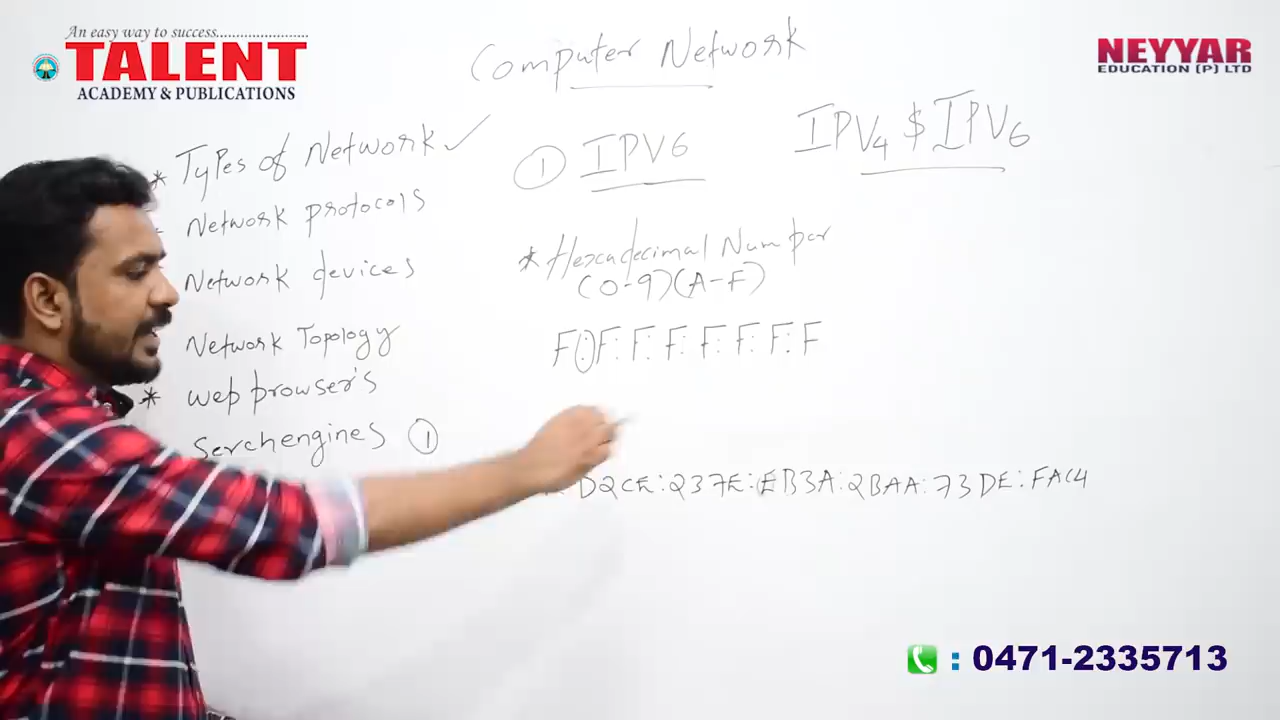 An easy way to success......................
TALENT
ACADEMY & PUBLICATIONS
NEYYAR
EDUCATION (P) LTD
Computer Network
* Types of Network ✓
Network protocols
Network devices
Network Topology
* web prowser's
Serchengines ①
① IPV6
IPV4 $ IPV6
* Hexadecimal Numpar
(0-9)(A-F)
F:F:F:F:F:F:F:F
D2CE:237E:EB3A:2BAA:73DE:FAC4
: 0471-2335713